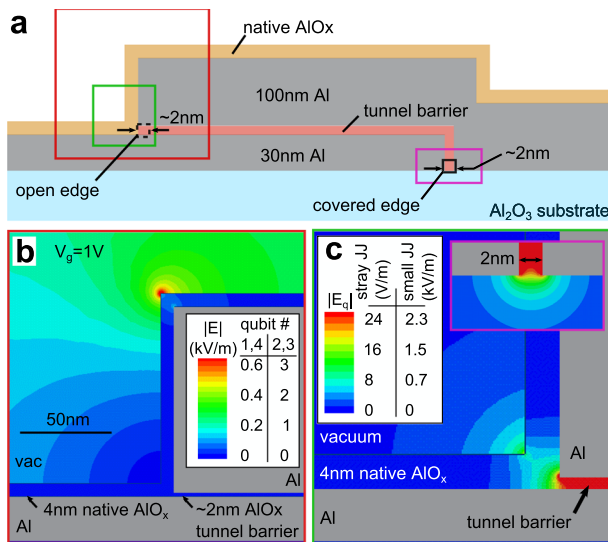 a
native AlOx
100nm Al
~2nm
tunnel barrier
30nm Al
~2nm
open edge
covered edge
Al₂O₃ substrate
b
V_g=1V
|E|
(kV/m)
qubit #
1,4 2,3
0.6 3
0.4 2
0.2 1
0 0
50nm
vac
Al
4nm native AlOₓ
~2nm AlOx
tunnel barrier
Al
c
|E_q|
stray JJ
(V/m)
small JJ
(kV/m)
24 2.3
16 1.5
8 0.7
0 0
2nm
vacuum
4nm native AlOₓ
Al
Al
tunnel barrier